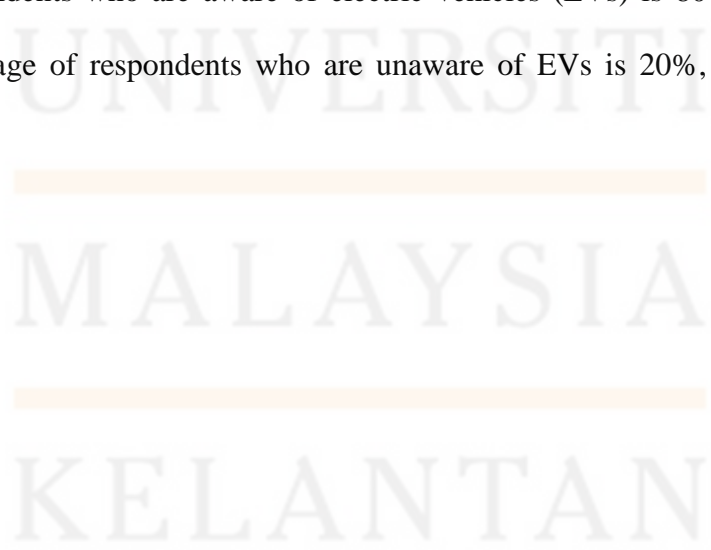 who are aware of electric vehicles (EVs) is 80
of respondents who are unaware of EVs is 20%,
UNIVERSITI
MALAYSIA
KELANTAN